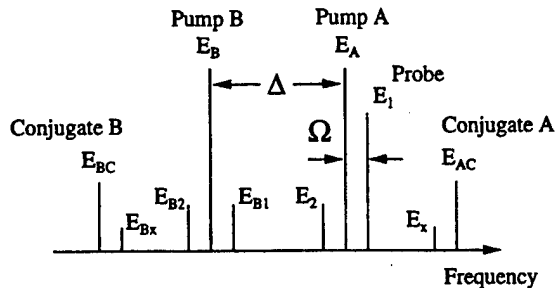 Pump B
Pump A
E_B
E_A
Probe
Δ
E_1
Conjugate B
Ω
Conjugate A
E_BC
E_AC
E_B2
E_B1
E_2
E_Bx
E_x
Frequency